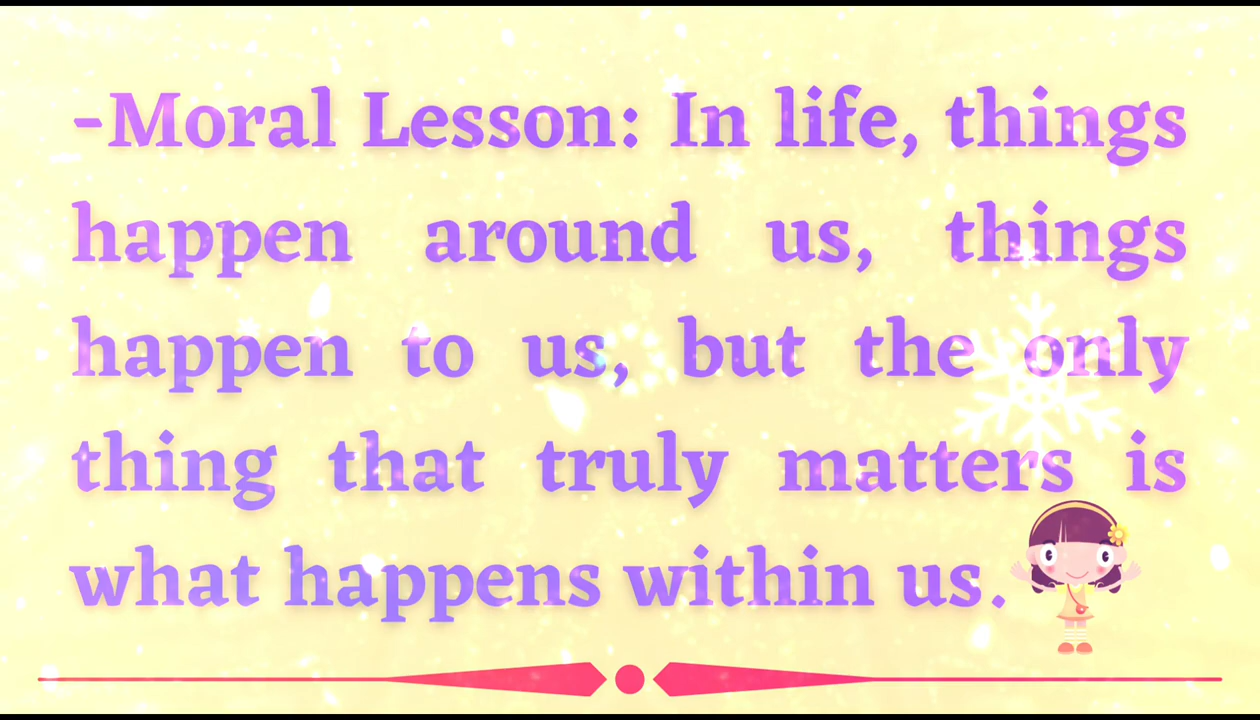 -Moral Lesson: In life, things
happen around us, things
happen to us, but the only
thing that truly matters is
what happens within us.